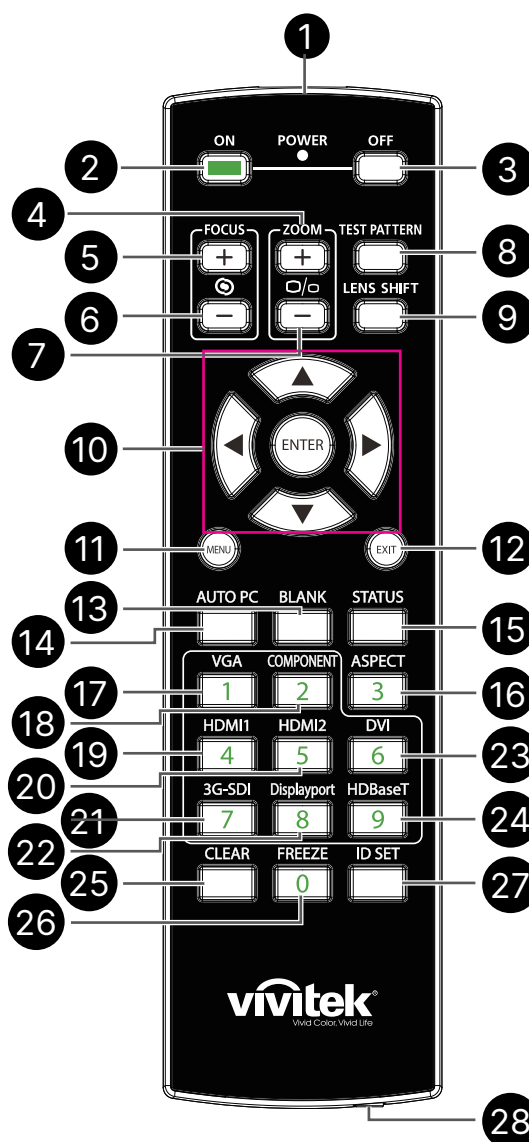 1
ON POWER OFF
2 3
4
FOCUS ZOOM TEST PATTERN
5 + + 8
LENS SHIFT
6 − − 9
7
10 ENTER
11 MENU EXIT 12
13
AUTO PC BLANK STATUS
14 15
VGA COMPONENT ASPECT
17 1 2 3 16
18
HDMI1 HDMI2 DVI
19 4 5 6 23
20
3G-SDI Displayport HDBaseT
21 7 8 9 24
22
CLEAR FREEZE ID SET
25 0 27
26
vivitek®
Vivid Color, Vivid Life
28